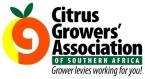 Citrus
Growers'
Association
OF SOUTHERN AFRICA
Grower levies working for you!